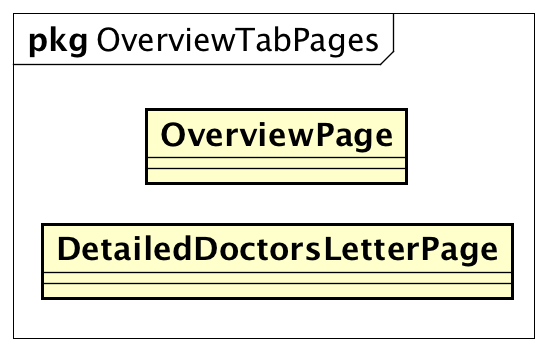 pkg OverviewTabPages
OverviewPage
DetailedDoctorsLetterPage